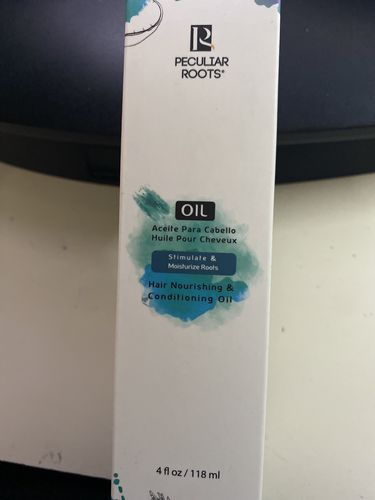 R
PECULIAR
ROOTS®
OIL
Aceite Para Cabello
Huile Pour Cheveux
Stimulate &
Moisturize Roots
Hair Nourishing &
Conditioning Oil
4 fl oz / 118 ml